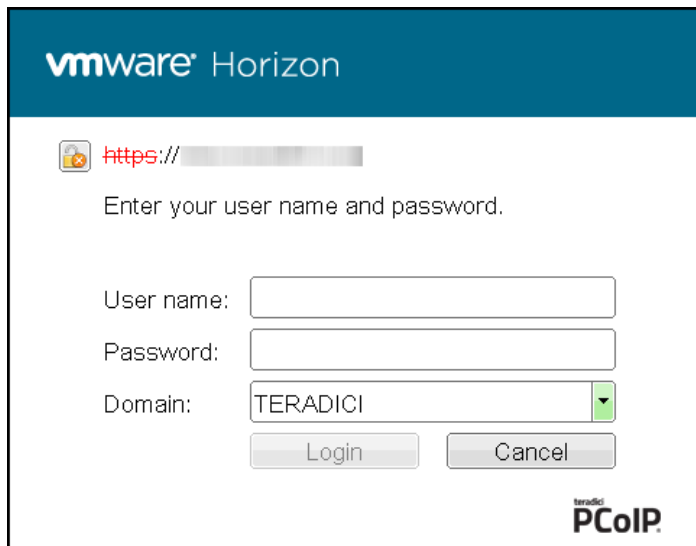 vmware® Horizon
https://
Enter your user name and password.
User name:
Password:
Domain: TERADICI
Login Cancel
teradici
PCoIP®